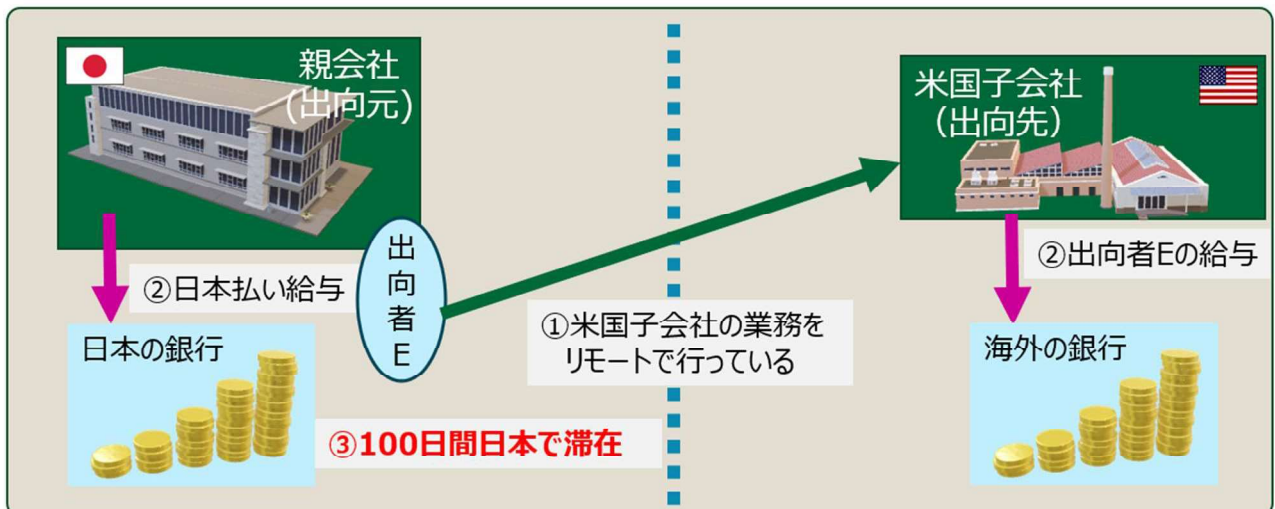 親会社
(出向元)
米国子会社
(出向先)
出向者E
②日本払い給与
②出向者Eの給与
①米国子会社の業務を
リモートで行っている
日本の銀行
海外の銀行
③100日間日本で滞在